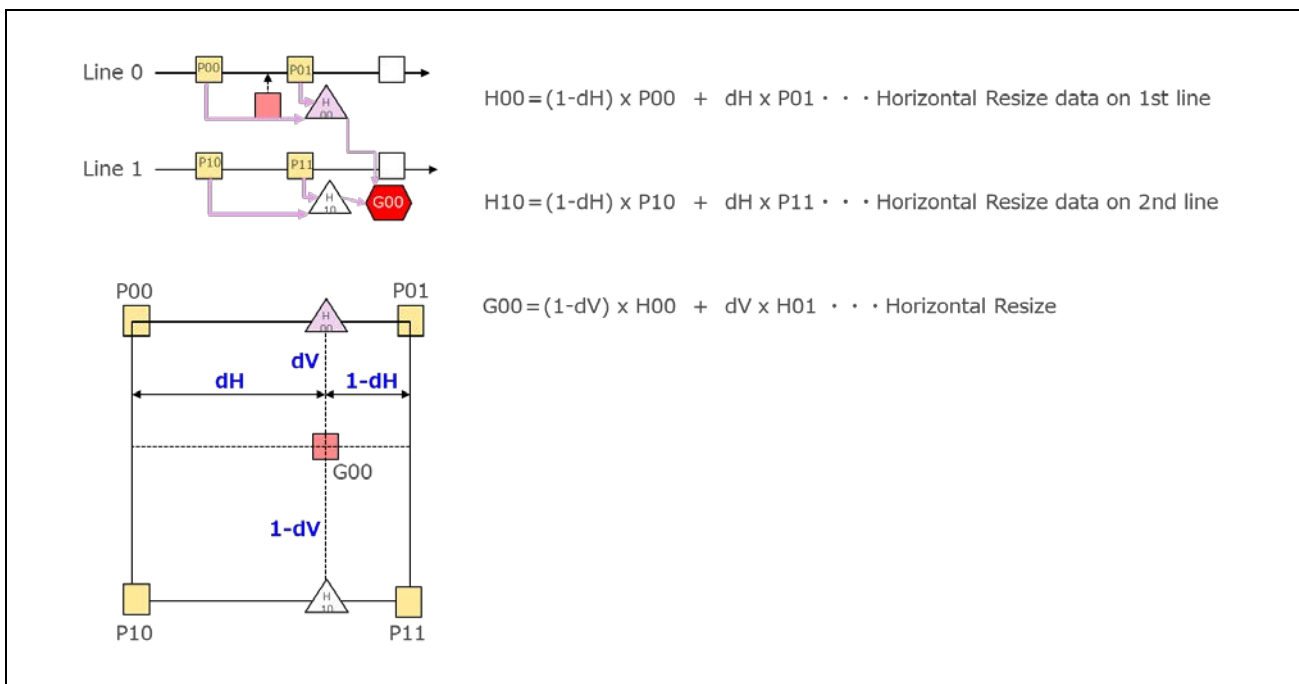 Line 0
P00
P01
H
00
H00=(1-dH) x P00 + dH x P01・・・Horizontal Resize data on 1st line
Line 1
P10
P11
H
10
G00
H10=(1-dH) x P10 + dH x P11・・・Horizontal Resize data on 2nd line
P00
P01
G00=(1-dV) x H00 + dV x H01 ・・・Horizontal Resize
H
00
dV
dH
1-dH
G00
1-dV
H
10
P10
P11